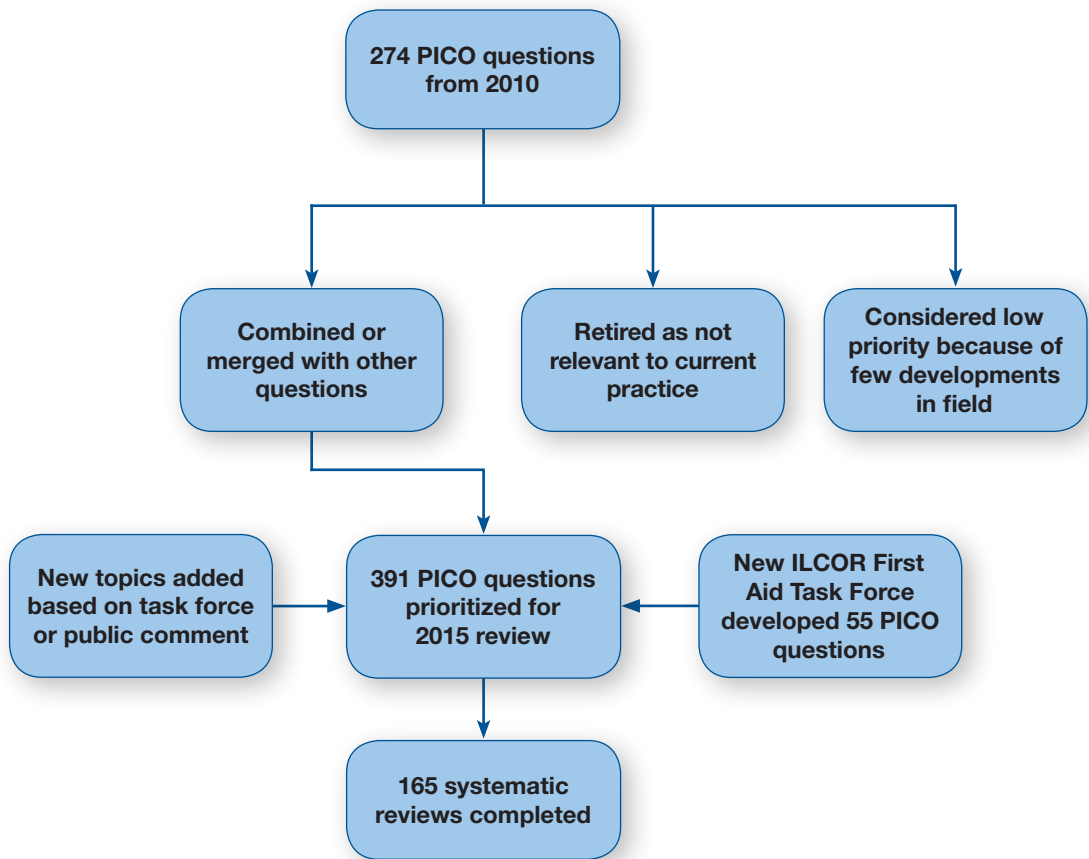 274 PICO questions
from 2010
Combined or
merged with other
questions
Retired as not
relevant to current
practice
Considered low
priority because of
few developments
in field
New topics added
based on task force
or public comment
391 PICO questions
prioritized for
2015 review
New ILCOR First
Aid Task Force
developed 55 PICO
questions
165 systematic
reviews completed